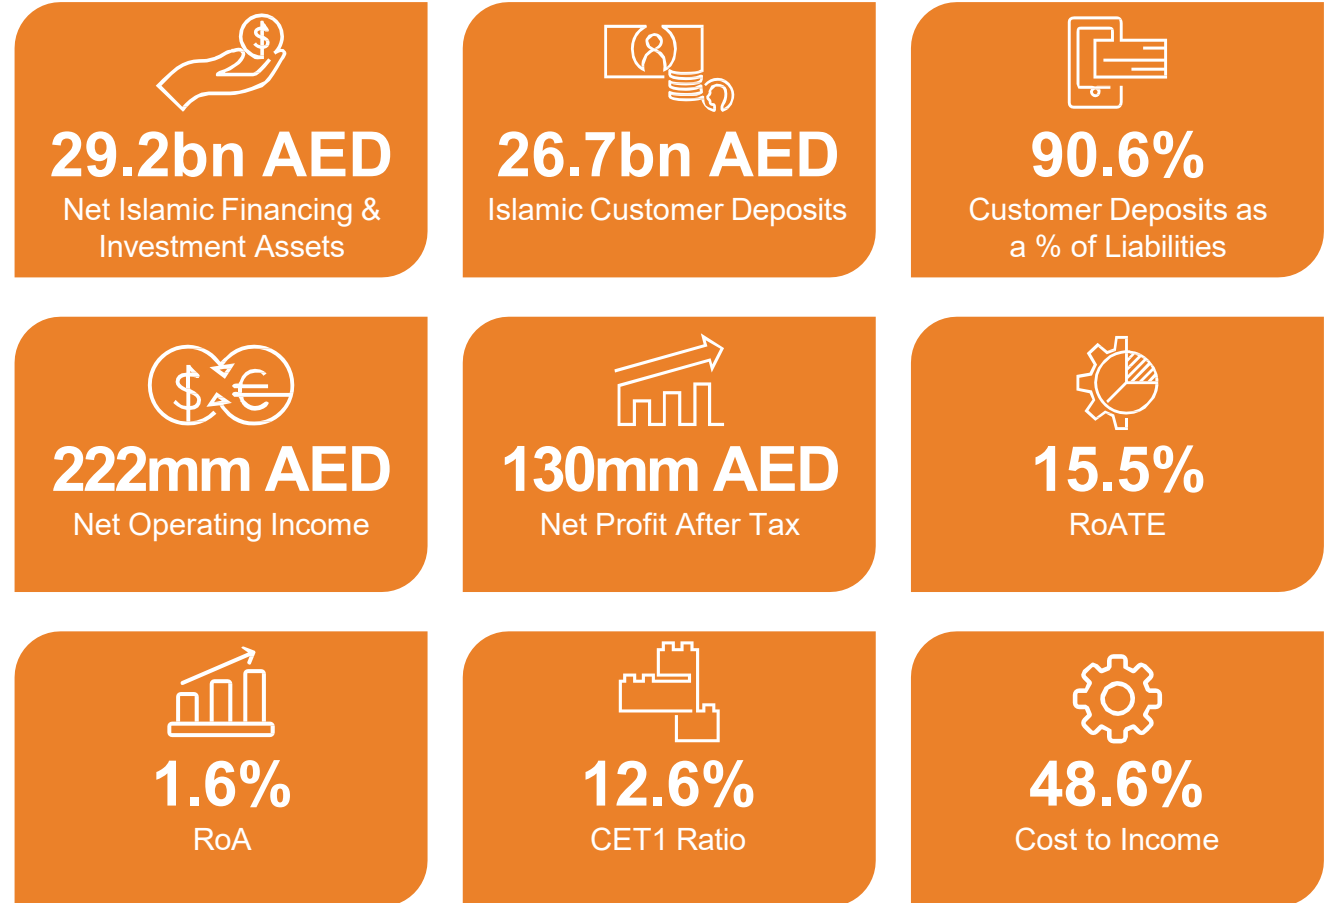 29.2bn AED
Net Islamic Financing &
Investment Assets
26.7bn AED
Islamic Customer Deposits
90.6%
Customer Deposits as
a % of Liabilities
222mm AED
Net Operating Income
130mm AED
Net Profit After Tax
15.5%
RoATE
1.6%
RoA
12.6%
CET1 Ratio
48.6%
Cost to Income